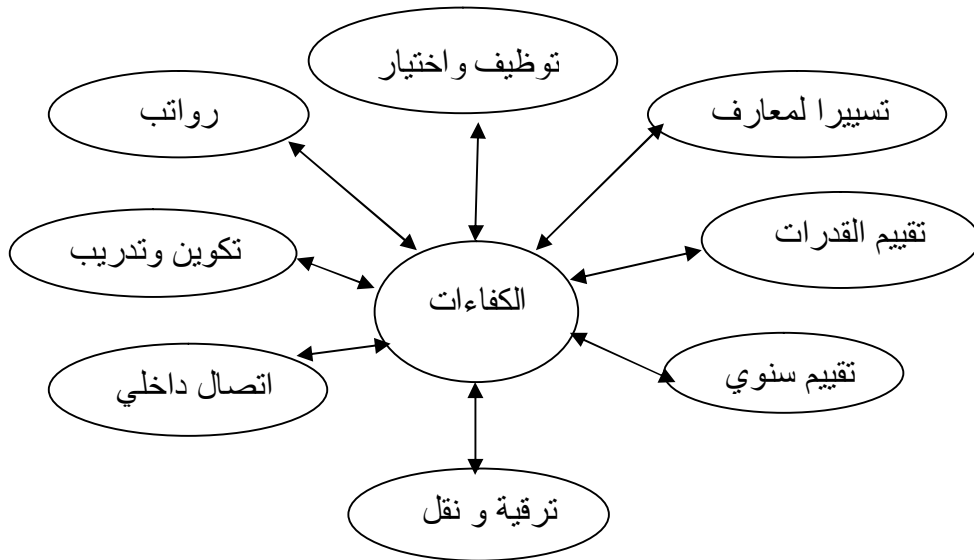 توظيف واختيار
تسييرا لمعارف
رواتب
تقييم القدرات
تكوين وتدريب
الكفاءات
تقييم سنوي
اتصال داخلي
ترقية و نقل